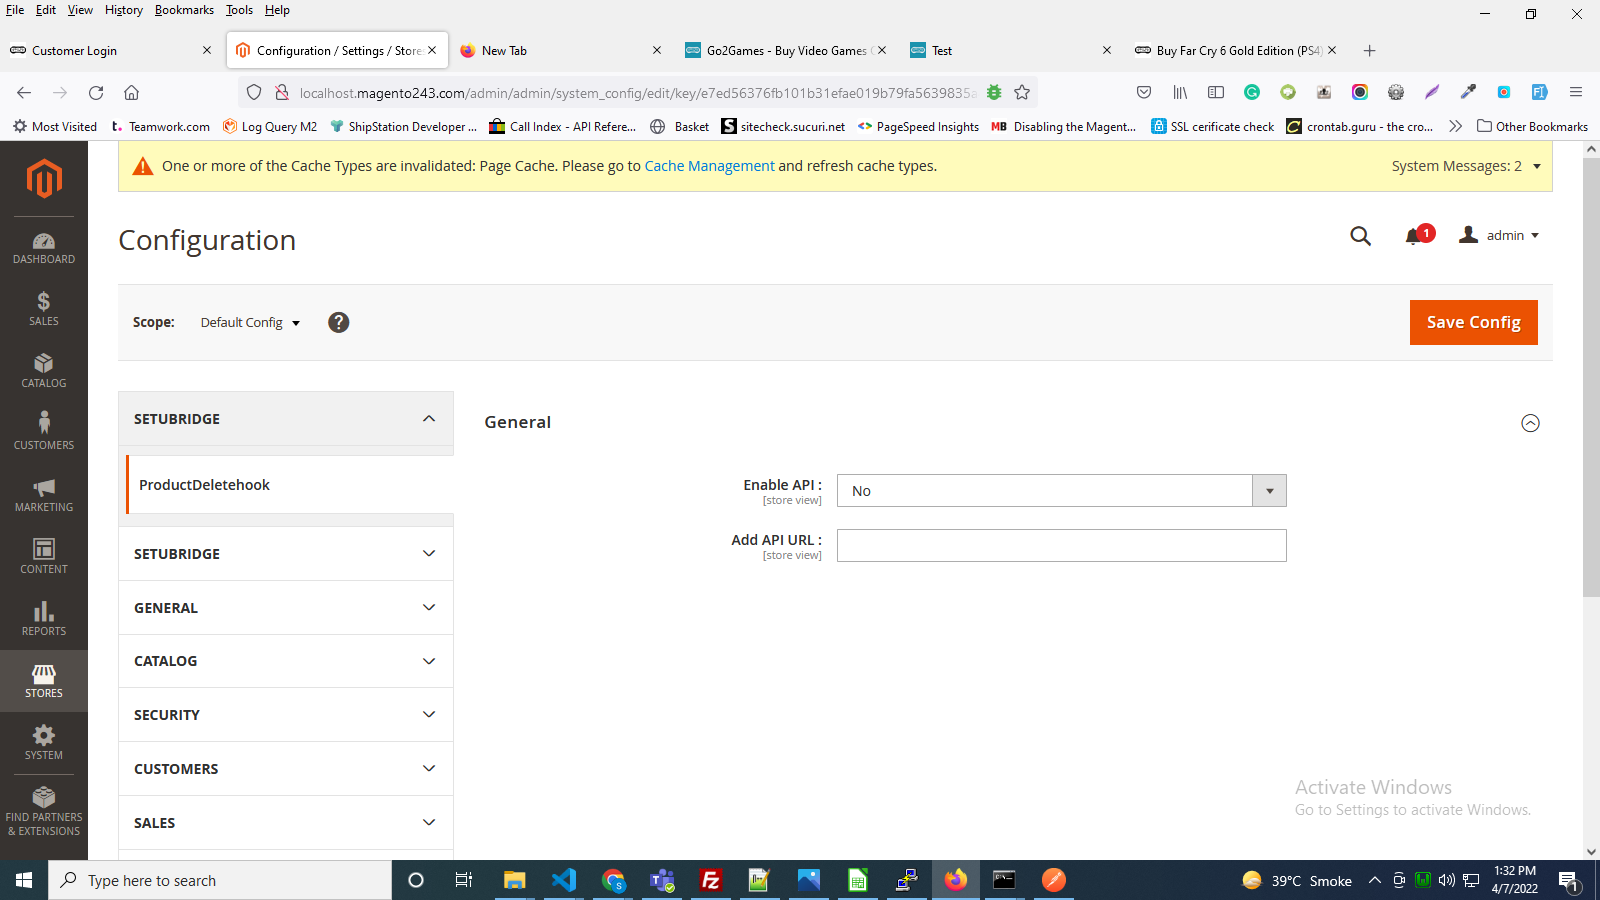 File Edit View History Bookmarks Tools Help
Customer Login
Configuration / Settings / Store
New Tab
Go2Games - Buy Video Games
Test
Buy Far Cry 6 Gold Edition (PS4)
localhost.magento243.com/admin/admin/system_config/edit/key/e7ed56376fb101b31efae019b79fa5639835a
Most Visited
Teamwork.com
Log Query M2
ShipStation Developer ...
Call Index - API Refere...
Basket
sitecheck.sucuri.net
PageSpeed Insights
MB Disabling the Magent...
SSL cerificate check
crontab.guru - the cro...
Other Bookmarks
One or more of the Cache Types are invalidated: Page Cache. Please go to Cache Management and refresh cache types.
System Messages: 2
Configuration
1
admin
Scope: Default Config ?
Save Config
DASHBOARD
$
SALES
CATALOG
CUSTOMERS
MARKETING
CONTENT
REPORTS
STORES
SYSTEM
FIND PARTNERS
& EXTENSIONS
SETUBRIDGE
ProductDeletehook
SETUBRIDGE
GENERAL
CATALOG
SECURITY
CUSTOMERS
SALES
General
Enable API :
[store view]
No
Add API URL :
[store view]
Activate Windows
Go to Settings to activate Windows.
Type here to search
39°C Smoke
1:32 PM
4/7/2022
1